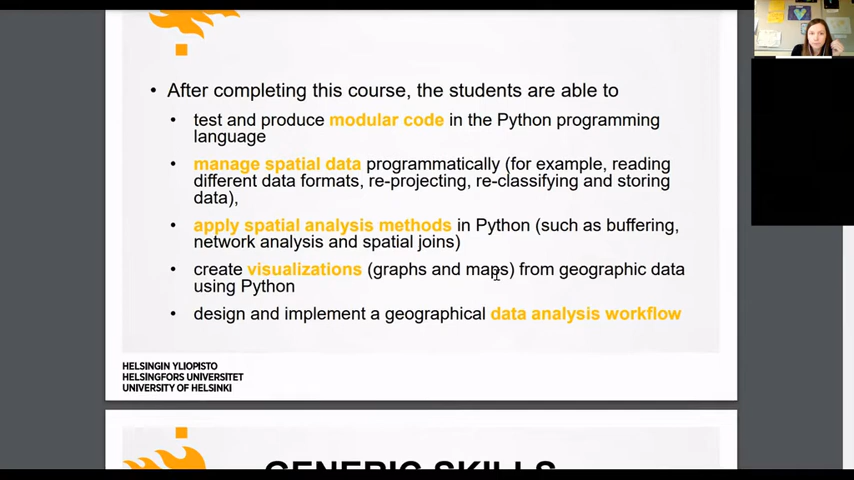 • After completing this course, the students are able to
• test and produce modular code in the Python programming
language
• manage spatial data programmatically (for example, reading
different data formats, re-projecting, re-classifying and storing
data),
• apply spatial analysis methods in Python (such as buffering,
network analysis and spatial joins)
• create visualizations (graphs and maps) from geographic data
using Python
• design and implement a geographical data analysis workflow
HELSINGIN YLIOPISTO
HELSINGFORS UNIVERSITET
UNIVERSITY OF HELSINKI
GENERIC SKILLS